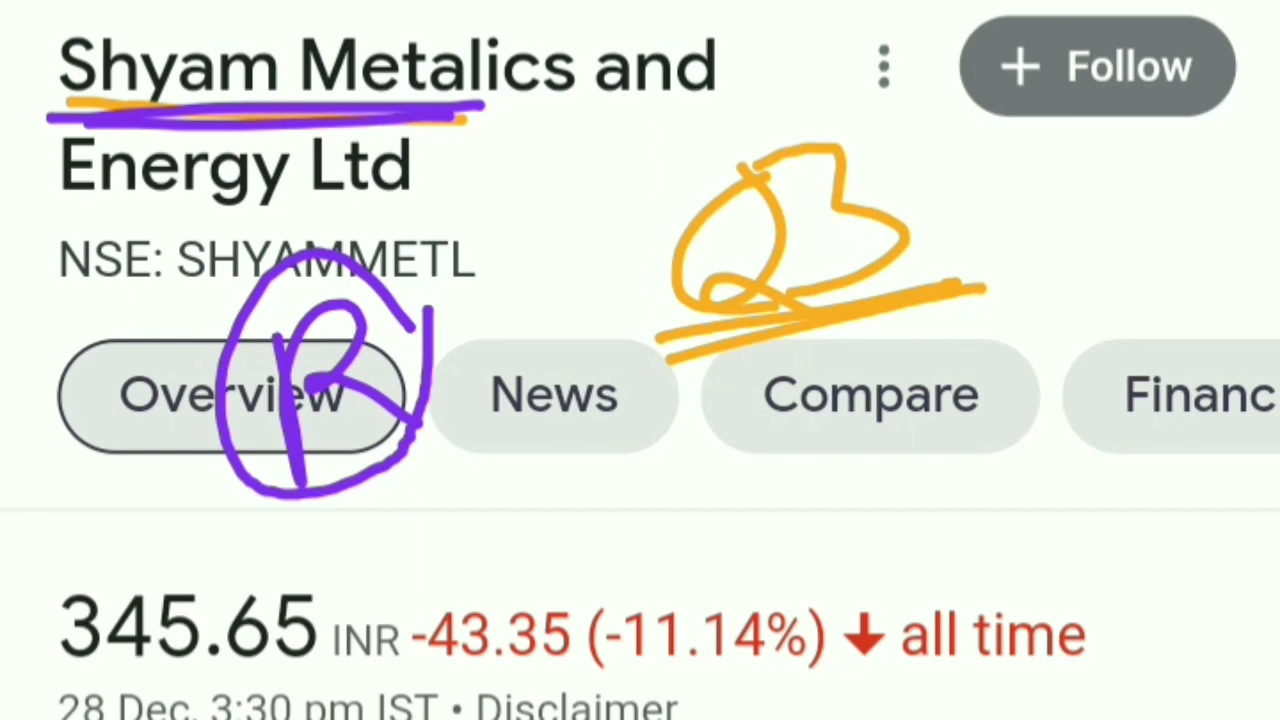 Shyam Metalics and
Energy Ltd
+ Follow
NSE: SHYAMMETL
Q3
R
Overview
News
Compare
Financ
345.65 INR -43.35 (-11.14%) ↓ all time
28 Dec, 3:30 pm IST • Disclaimer